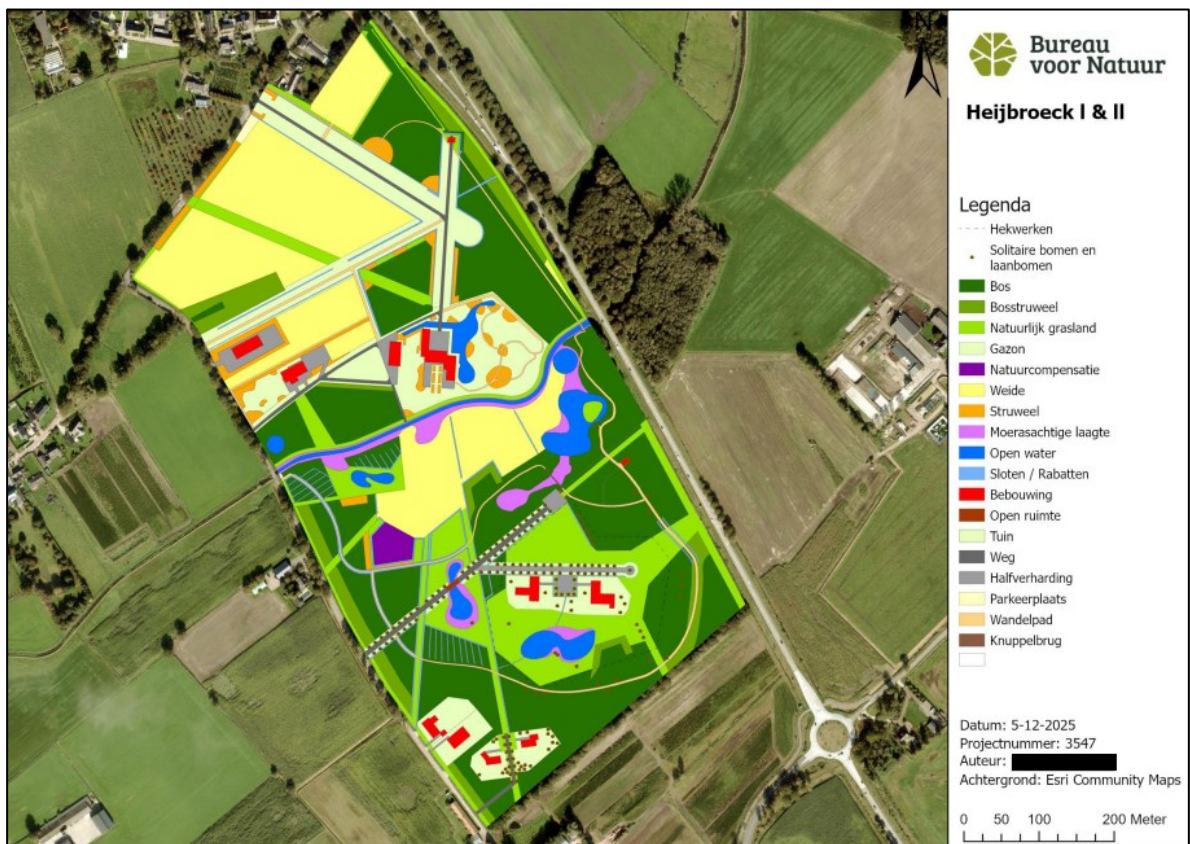 Bureau
voor Natuur
Heijbroeck I & II
Legenda
Hekwerken
Solitaire bomen en
laanbomen
Bos
Bosstruweel
Natuurlijk grasland
Gazon
Natuurcompensatie
Weide
Struweel
Moerasachtige laagte
Open water
Sloten / Rabatten
Bebouwing
Open ruimte
Tuin
Weg
Halfverharding
Parkeerplaats
Wandelpad
Knuppelbrug
Datum: 5-12-2025
Projectnummer: 3547
Auteur:
Achtergrond: Esri Community Maps
0 50 100 200 Meter